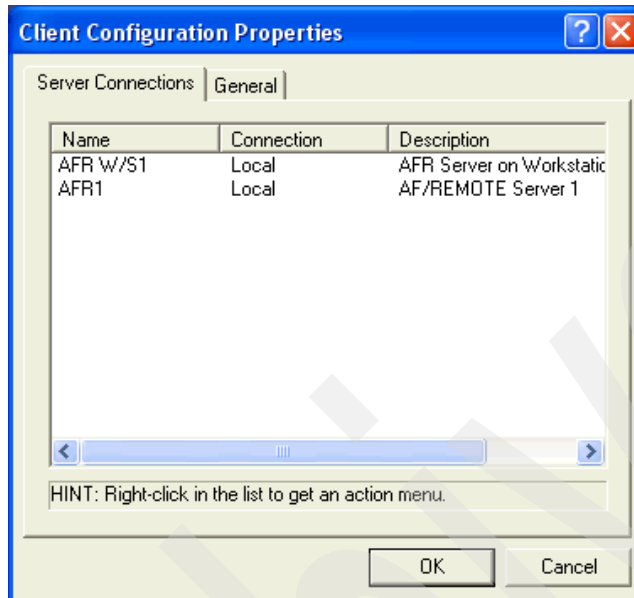 Client Configuration Properties
Server Connections General
Name Connection Description
AFR W/S1 Local AFR Server on Workstatic
AFR1 Local AF/REMOTE Server 1
HINT: Right-click in the list to get an action menu.
OK Cancel